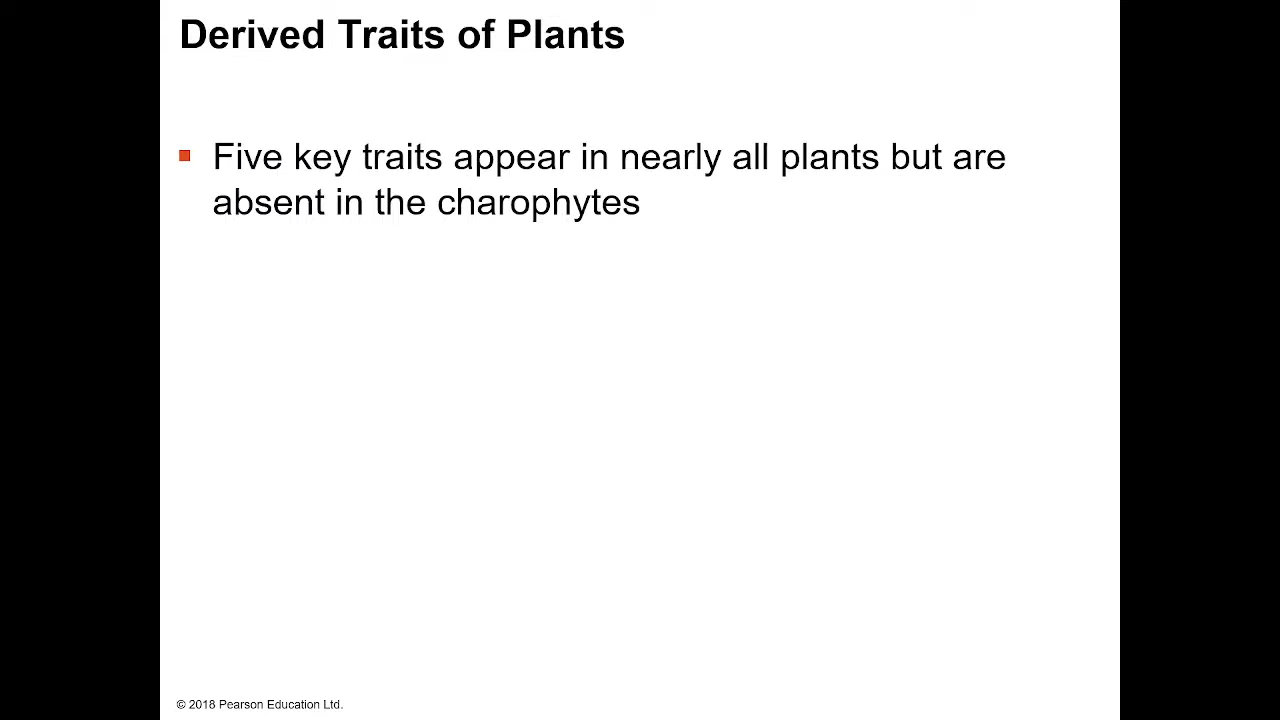 Derived Traits of Plants
Five key traits appear in nearly all plants but are
absent in the charophytes
© 2018 Pearson Education Ltd.